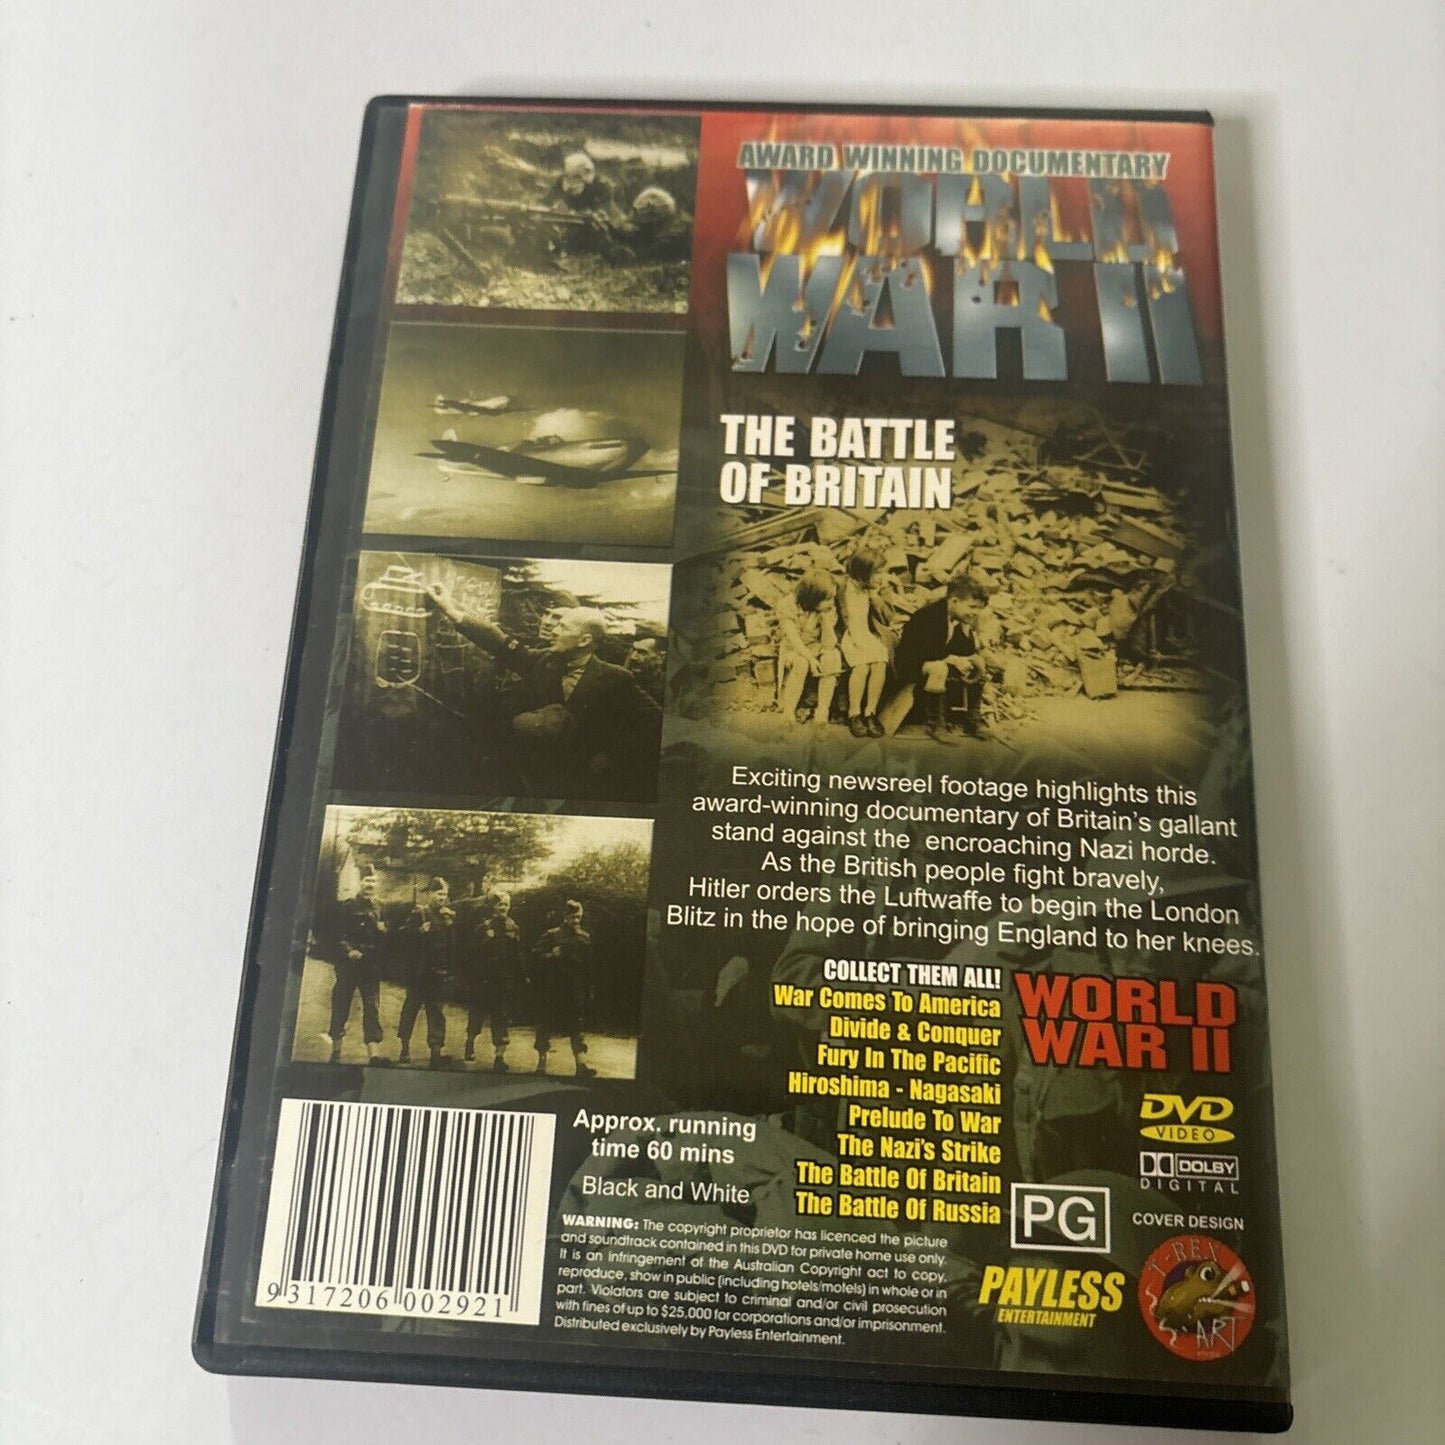 AWARD WINNING DOCUMENTARY
WORLD
WAR II
THE BATTLE
OF BRITAIN
Exciting newsreel footage highlights this
award-winning documentary of Britain's gallant
stand against the encroaching Nazi horde.
As the British people fight bravely,
Hitler orders the Luftwaffe to begin the London
Blitz in the hope of bringing England to her knees.
COLLECT THEM ALL!
War Comes To America
Divide & Conquer
Fury In The Pacific
Hiroshima - Nagasaki
Prelude To War
The Nazi's Strike
The Battle Of Britain
The Battle Of Russia
WORLD
WAR II
DVD
VIDEO
DOLBY
DIGITAL
PG
COVER DESIGN
T-REX
ART
PAYLESS
ENTERTAINMENT
Approx. running
time 60 mins
Black and White
WARNING: The copyright proprietor has licenced the picture
and soundtrack contained in this DVD for private home use only.
It is an infringement of the Australian Copyright act to copy,
reproduce, show in public (including hotels/motels) in whole or in
part. Violators are subject to criminal and/or civil prosecution
with fines of up to $25,000 for corporations and/or imprisonment.
Distributed exclusively by Payless Entertainment.
9 317206 002921